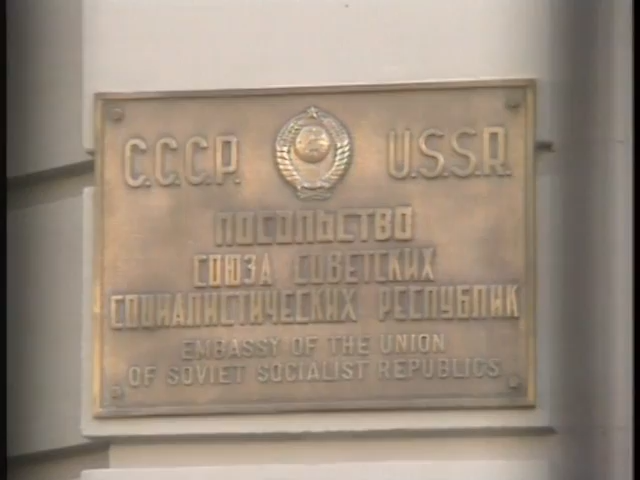 С.С.С.Р. U.S.S.R.
ПОСОЛЬСТВО
СОЮЗА СОВЕТСКИХ
СОЦИАЛИСТИЧЕСКИХ РЕСПУБЛИК
EMBASSY OF THE UNION
OF SOVIET SOCIALIST REPUBLICS